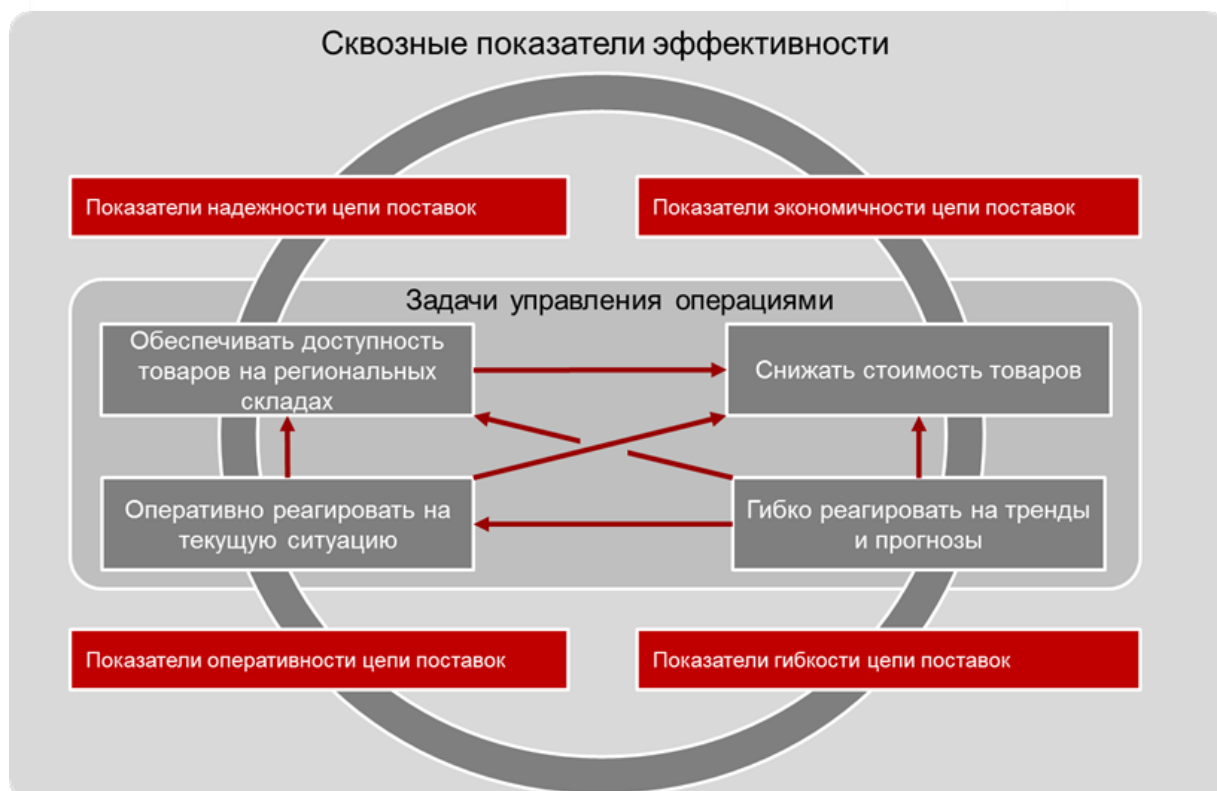 Сквозные показатели эффективности
Показатели надежности цепи поставок
Показатели экономичности цепи поставок
Задачи управления операциями
Обеспечивать доступность
товаров на региональных
складах
Снижать стоимость товаров
Оперативно реагировать на
текущую ситуацию
Гибко реагировать на тренды
и прогнозы
Показатели оперативности цепи поставок
Показатели гибкости цепи поставок